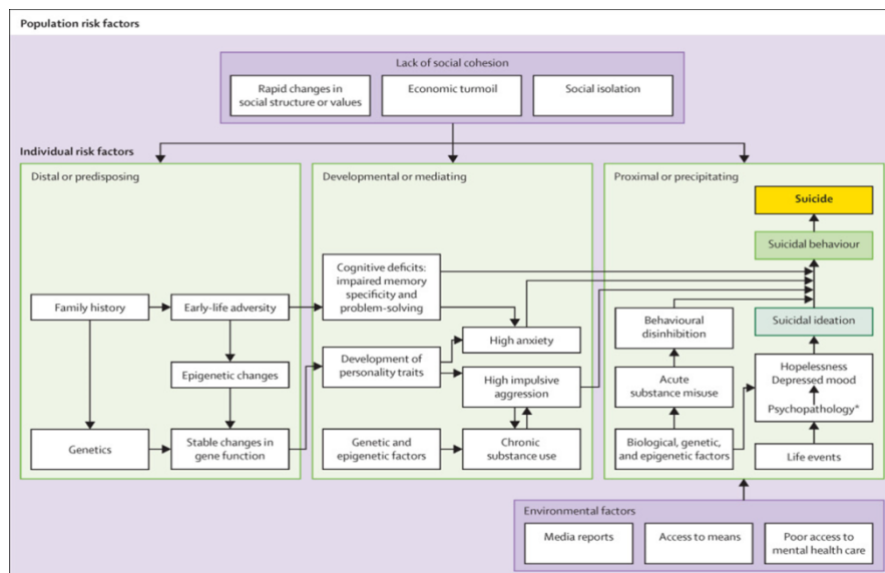 Population risk factors
Lack of social cohesion
Rapid changes in
social structure or values
Economic turmoil
Social isolation
Individual risk factors
Distal or predisposing
Family history
Early-life adversity
Epigenetic changes
Genetics
Stable changes in
gene function
Developmental or mediating
Cognitive deficits:
impaired memory
specificity and
problem-solving
High anxiety
Development of
personality traits
High impulsive
aggression
Genetic and
epigenetic factors
Chronic
substance use
Proximal or precipitating
Suicide
Suicidal behaviour
Suicidal ideation
Behavioural
disinhibition
Hopelessness
Depressed mood
Psychopathology*
Acute
substance misuse
Biological, genetic,
and epigenetic factors
Life events
Environmental factors
Media reports
Access to means
Poor access to
mental health care